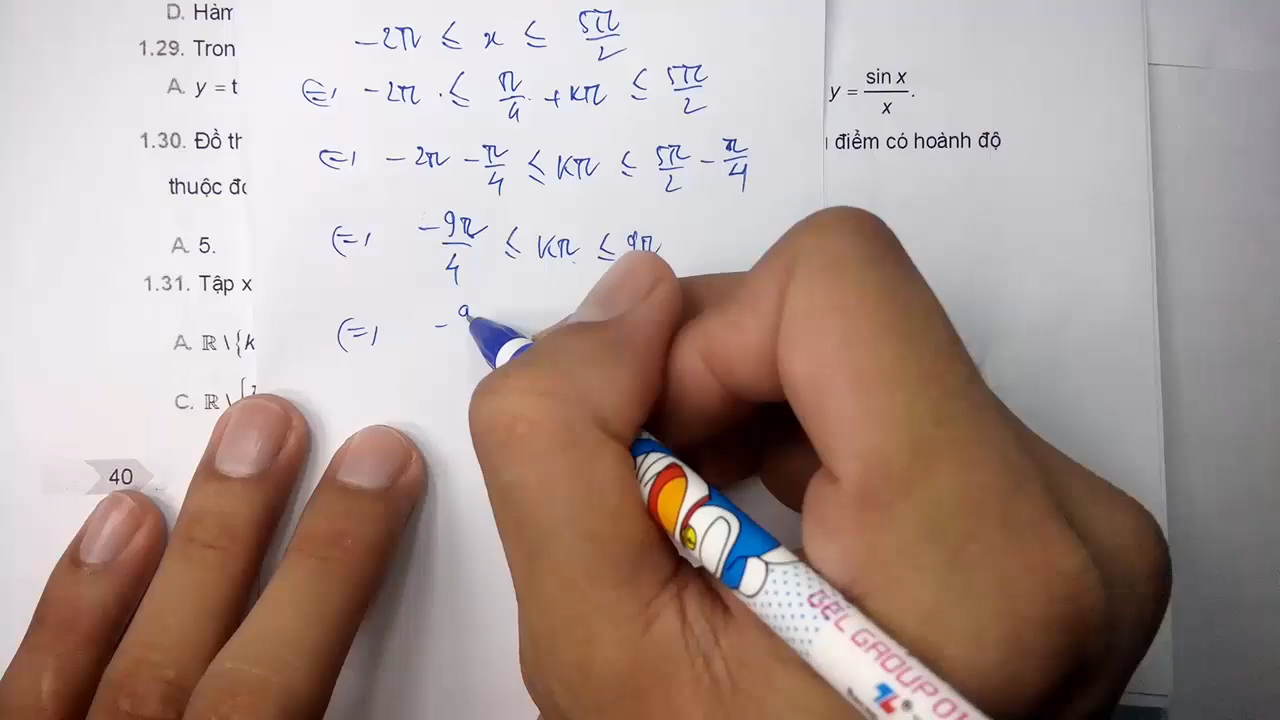 D. Hàm
1.29. Tron
A. y = t
y = sin x / x.
1.30. Đồ th
điểm có hoành độ
thuộc đo
A. 5.
1.31. Tập x
A. ℝ \ {k
C. ℝ \ {
40
-2π ≤ x ≤ 5π/2
(=) -2π ≤ π/4 + kπ ≤ 5π/2
(=) -2π - π/4 ≤ kπ ≤ 5π/2 - π/4
(=) -9π/4 ≤ kπ ≤ 9π
(=) - 9
GEL GROUP 01
TL